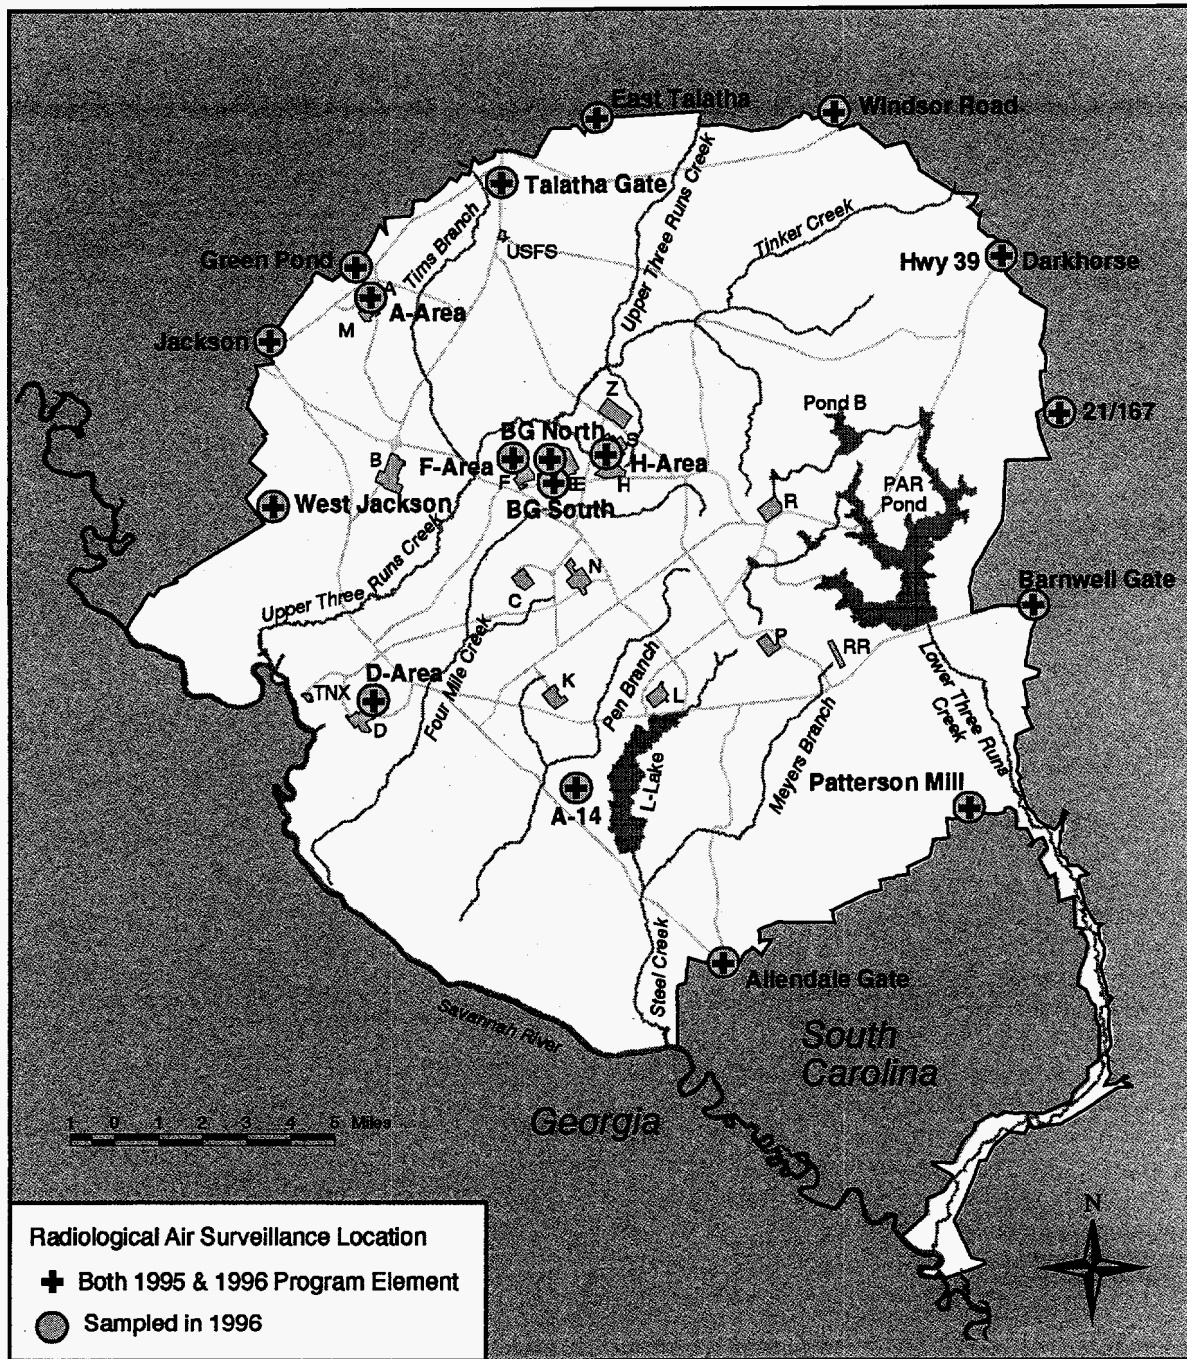 East Talatha
Windsor Road
Talatha Gate
Upper Three Runs Creek
Tinker Creek
Tims Branch
USFS
Green Pond
Hwy 39
Darkhorse
A
A-Area
M
Jackson
Z
Pond B
21/167
BG North
S
F-Area
H-Area
B
F
E
H
PAR
Pond
West Jackson
BG South
R
Upper Three Runs Creek
N
C
Barnwell Gate
Four Mile Creek
P
RR
Pen Branch
Lower Three Runs
Creek
D-Area
TNX
K
L
D
Meyers Branch
L-Lake
Patterson Mill
A-14
Steel Creek
Allendale Gate
Savannah River
South
Carolina
Georgia
1 0 1 2 3 4 5 Miles
N
Radiological Air Surveillance Location
Both 1995 & 1996 Program Element
Sampled in 1996